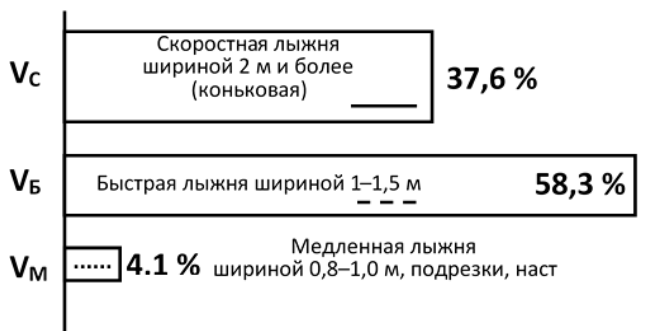 Скоростная лыжня
шириной 2 м и более
(коньковая)
VС
37,6 %
VБ
Быстрая лыжня шириной 1–1,5 м
58,3 %
VМ
4.1 %
Медленная лыжня
шириной 0,8–1,0 м, подрезки, наст